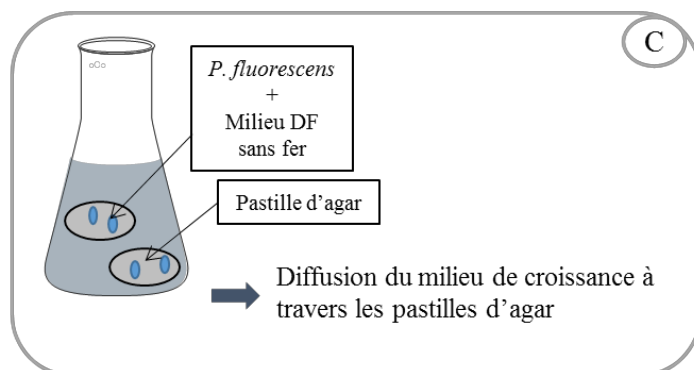 C
P. fluorescens
+
Milieu DF
sans fer
Pastille d'agar
Diffusion du milieu de croissance à
travers les pastilles d'agar